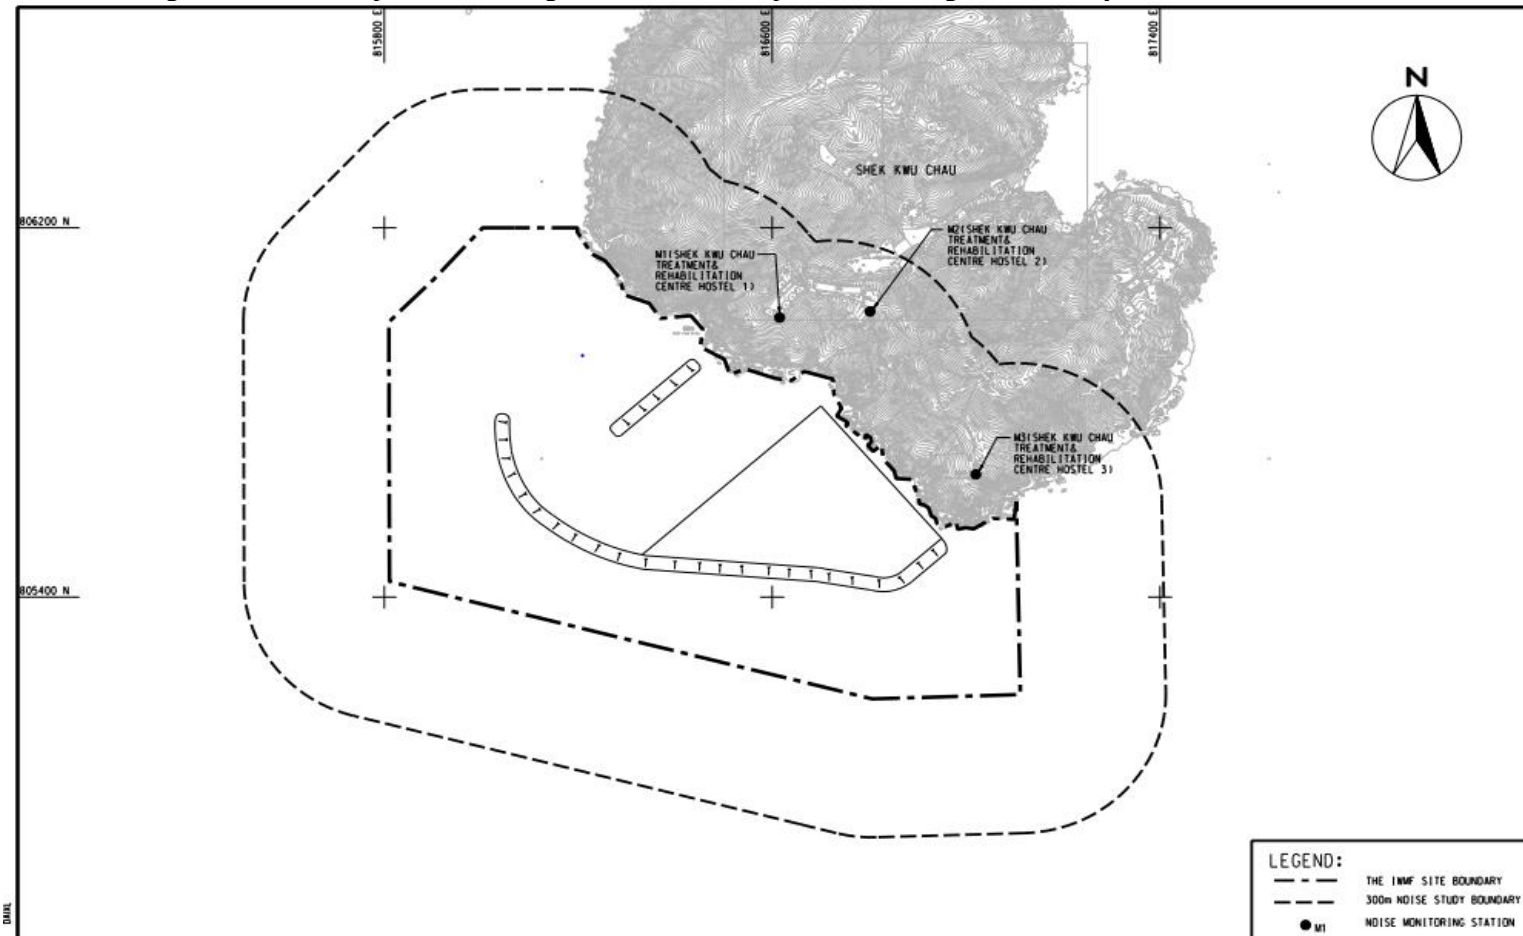 815800 E
816600 E
817400 E
N
SHEK KWU CHAU
806200 N
M1(SHEK KWU CHAU
TREATMENT&
REHABILITATION
CENTRE HOSTEL 1)
M2(SHEK KWU CHAU
TREATMENT&
REHABILITATION
CENTRE HOSTEL 2)
M3(SHEK KWU CHAU
TREATMENT&
REHABILITATION
CENTRE HOSTEL 3)
805400 N
LEGEND:
THE IWMF SITE BOUNDARY
300m NOISE STUDY BOUNDARY
M1 NOISE MONITORING STATION